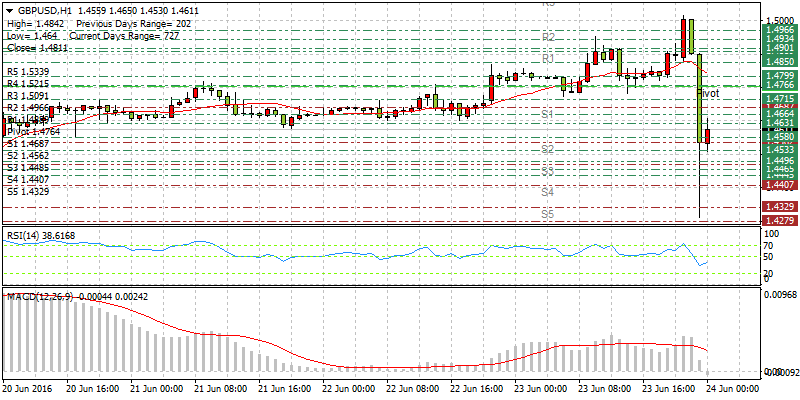 GBPUSD,H1 1.4559 1.4650 1.4530 1.4611
High= 1.4842 Previous Days Range= 202
Low= 1.464 Current Days Range= 727
Close= 1.4811
R5 1.5339
R4 1.5215
R3 1.5091
R2 1.4966
Pivot 1.4764
S1 1.4687
S2 1.4562
S3 1.4485
S4 1.4407
S5 1.4329
R3
R2
R1
Pivot
S1
S2
S3
S4
S5
1.5000
1.4966
1.4934
1.4901
1.4850
1.4799
1.4766
1.4715
1.4664
1.4631
1.4580
1.4533
1.4496
1.4465
1.4407
1.4329
1.4279
RSI(14) 38.6168
100
70
50
20
0
MACD(12,26,9) -0.00044 0.00242
0.00968
20 Jun 2016
20 Jun 16:00
21 Jun 00:00
21 Jun 08:00
21 Jun 16:00
22 Jun 00:00
22 Jun 08:00
22 Jun 16:00
23 Jun 00:00
23 Jun 08:00
23 Jun 16:00
24 Jun 00:00